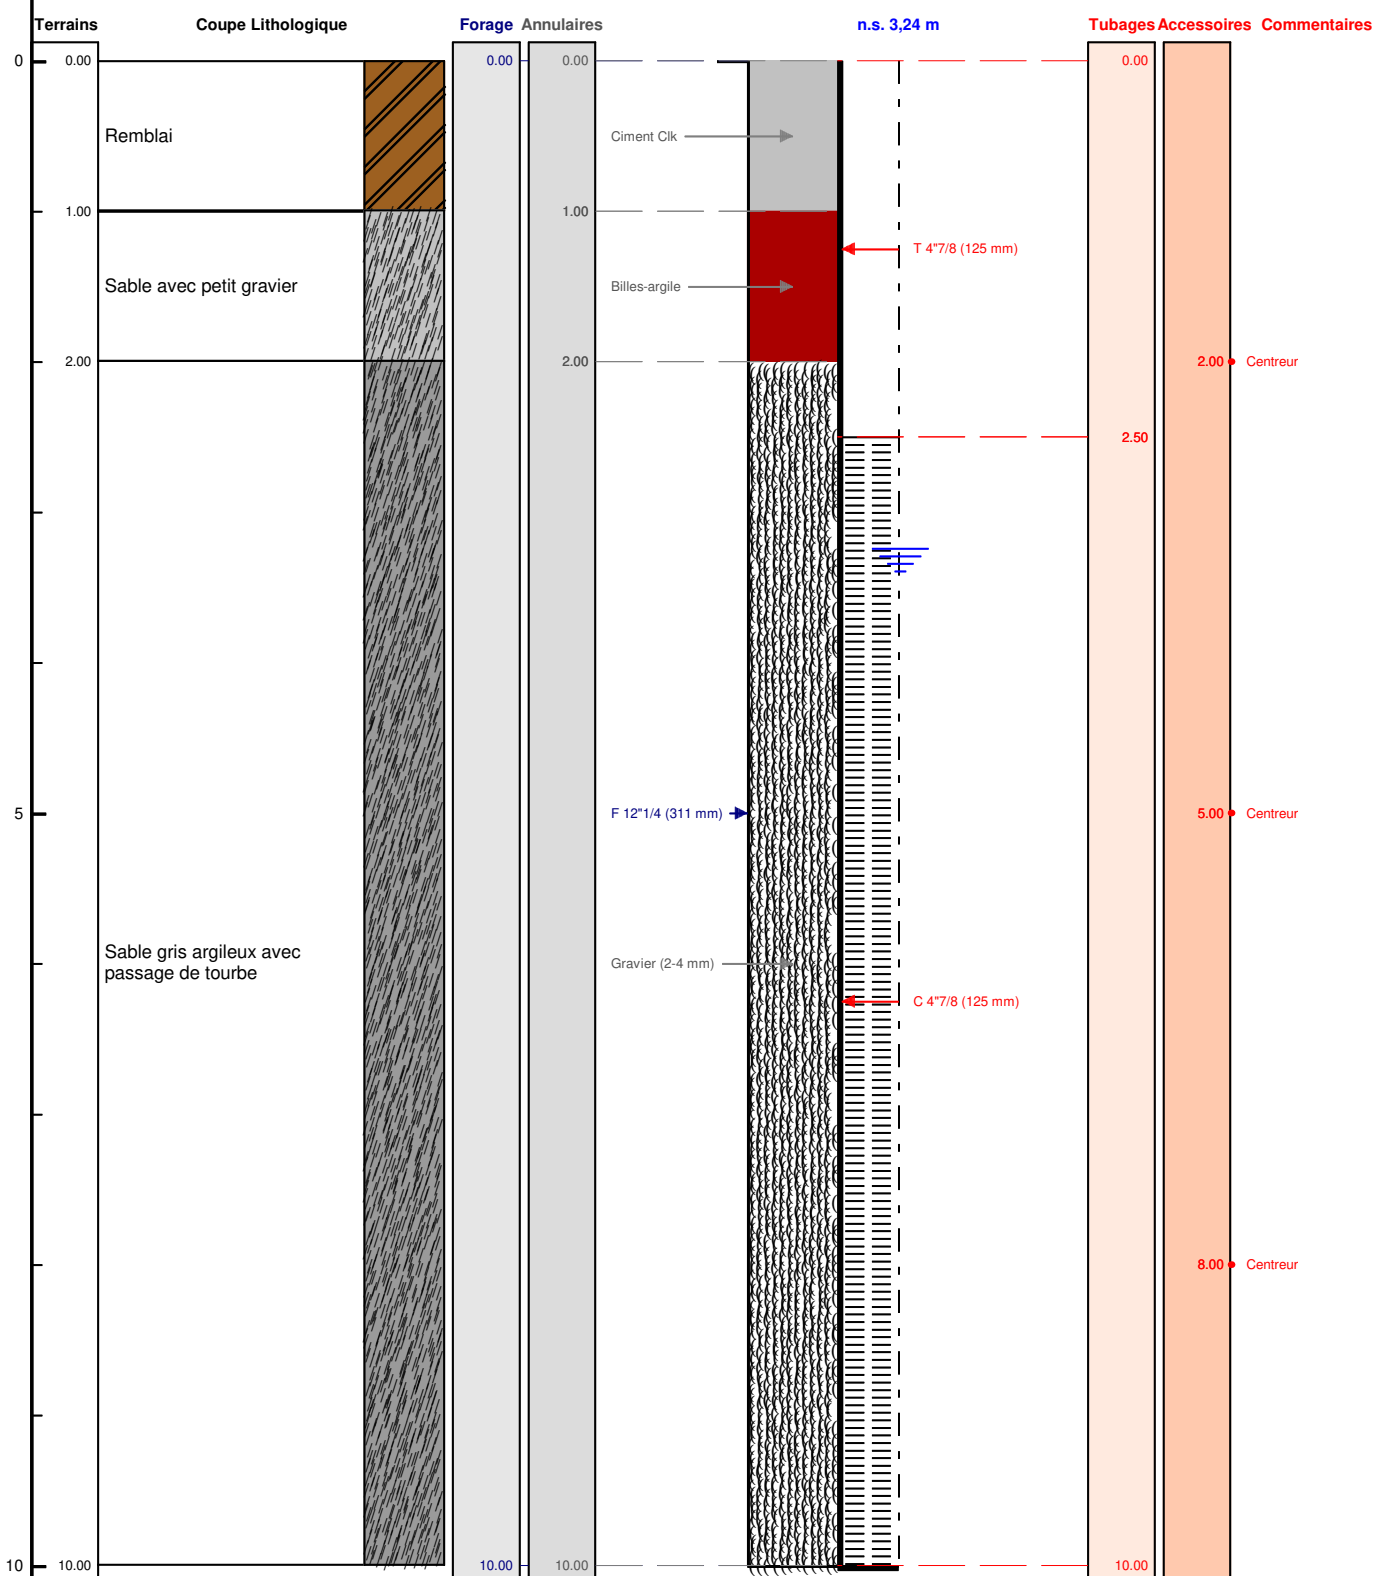 Terrains Coupe Lithologique Forage Annulaires n.s. 3,24 m Tubages Accessoires Commentaires
0 0.00 0.00 0.00 0.00
Remblai Ciment Clk
1.00 1.00
T 4"7/8 (125 mm)
Sable avec petit gravier Billes-argile
2.00 2.00 2.00 Centreur
2.50
5 F 12"1/4 (311 mm) 5.00 Centreur
Sable gris argileux avec
passage de tourbe
Gravier (2-4 mm)
C 4"7/8 (125 mm)
8.00 Centreur
10 10.00 10.00 10.00 10.00